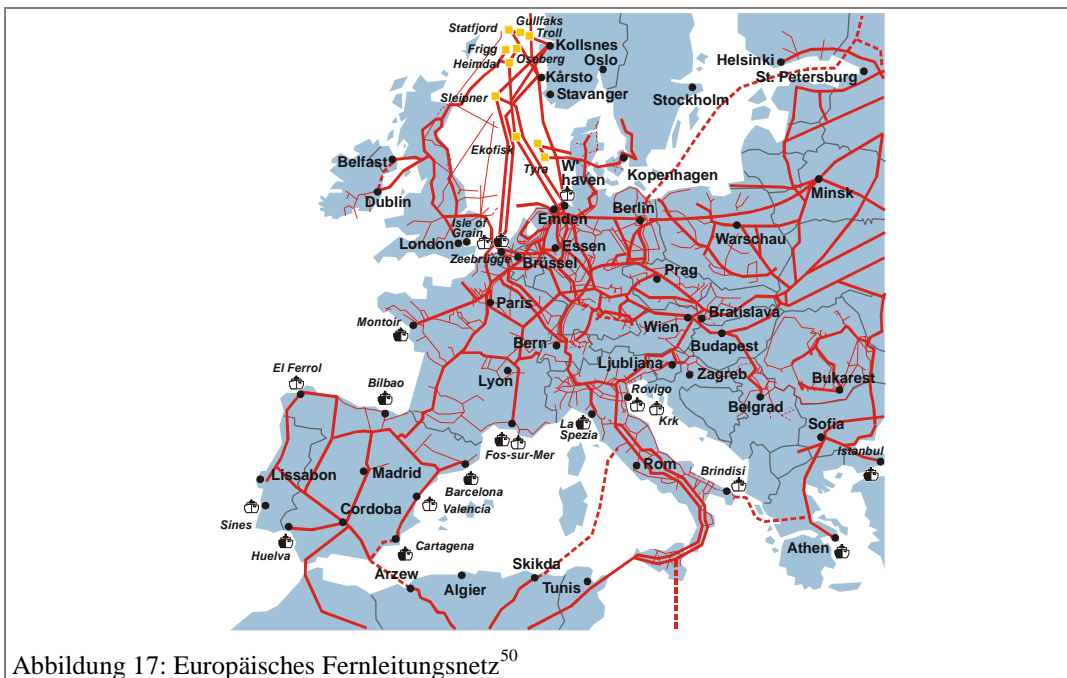 Gullfaks
Statfjord
Troll
Frigg
Kollsnes
Oseberg
Oslo
Helsinki
Heimdal
St. Petersburg
Kårsto
Sleipner
Stavanger
Stockholm
Ekofisk
Belfast
Tyra
W'
haven
Kopenhagen
Minsk
Dublin
Berlin
Emden
Isle of
Grain
Warschau
London
Essen
Zeebrügge
Brüssel
Prag
Paris
Montoir
Wien
Bratislava
Bern
Budapest
Ljubljana
El Ferrol
Lyon
Zagreb
Bukarest
Bilbao
Rovigo
Belgrad
Krk
La
Spezia
Sofia
Fos-sur-Mer
Istanbul
Lissabon
Madrid
Rom
Brindisi
Barcelona
Valencia
Cordoba
Sines
Cartagena
Athen
Huelva
Skikda
Arzew
Algier
Tunis
Abbildung 17: Europäisches Fernleitungsnetz50